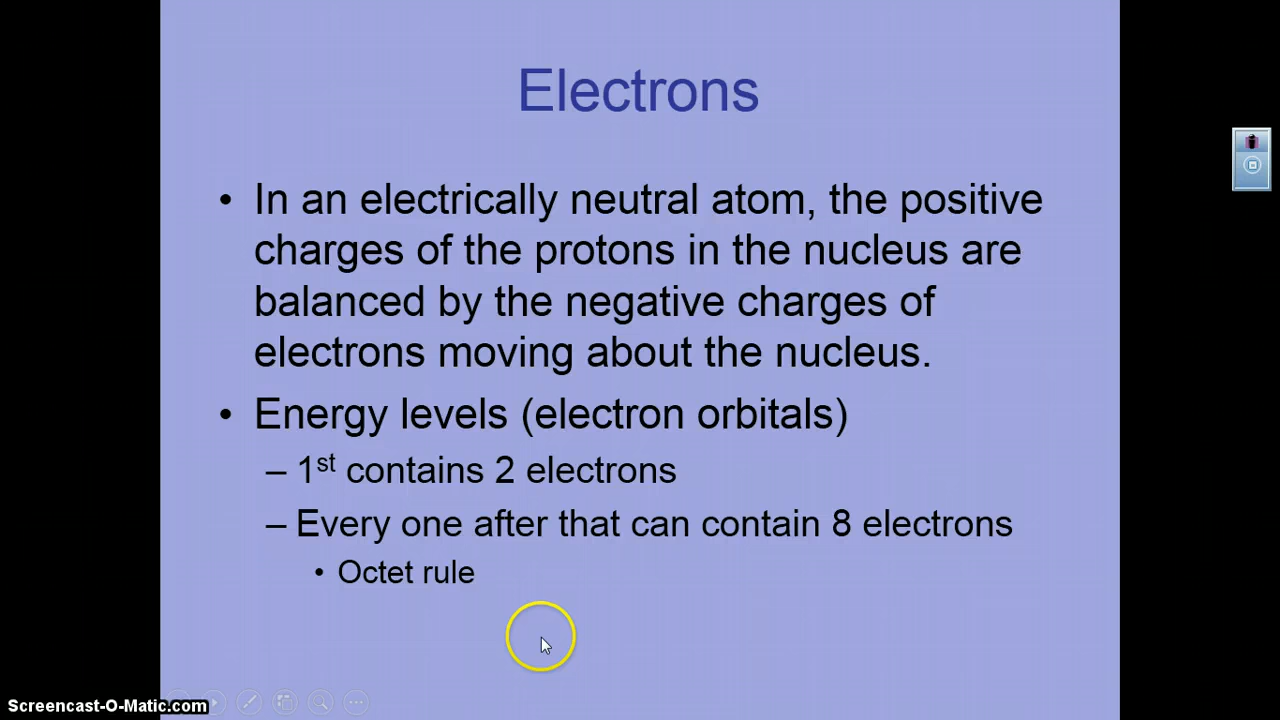 Electrons
• In an electrically neutral atom, the positive
charges of the protons in the nucleus are
balanced by the negative charges of
electrons moving about the nucleus.
• Energy levels (electron orbitals)
– 1st contains 2 electrons
– Every one after that can contain 8 electrons
• Octet rule
Screencast-O-Matic.com